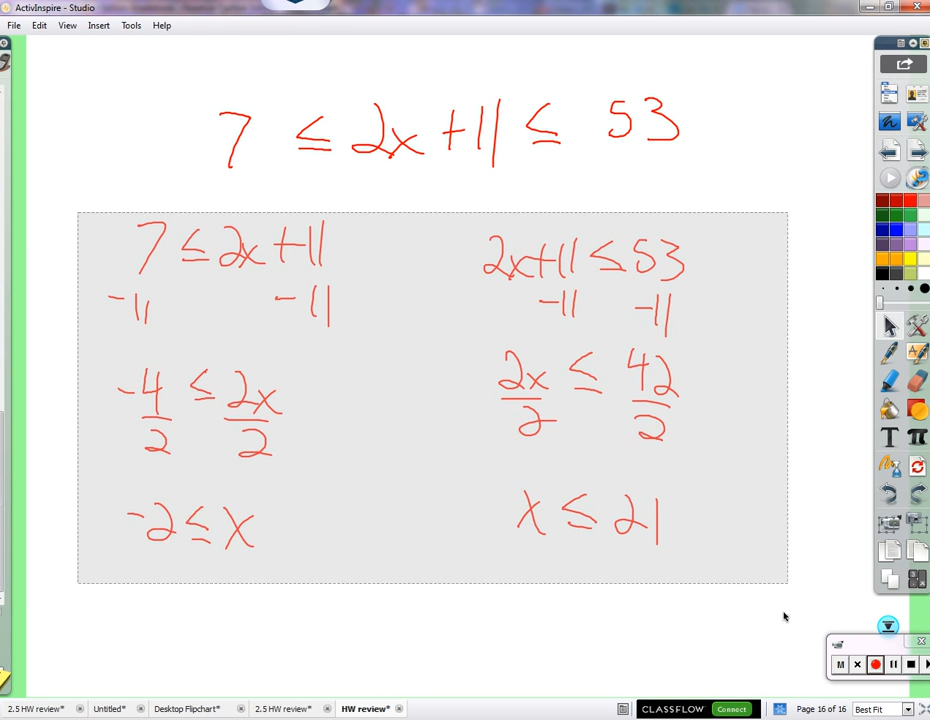 ActivInspire - Studio
File Edit View Insert Tools Help
7 ≤ 2x + 11 ≤ 53
7 ≤ 2x + 11
-11 -11
-4 ≤ 2x
2 2
-2 ≤ x
2x + 11 ≤ 53
-11 -11
2x ≤ 42
2 2
x ≤ 21
M
2.5 HW review* Untitled* Desktop Flipchart* 2.5 HW review* HW review* CLASSFLOW Connect Page 16 of 16 Best Fit